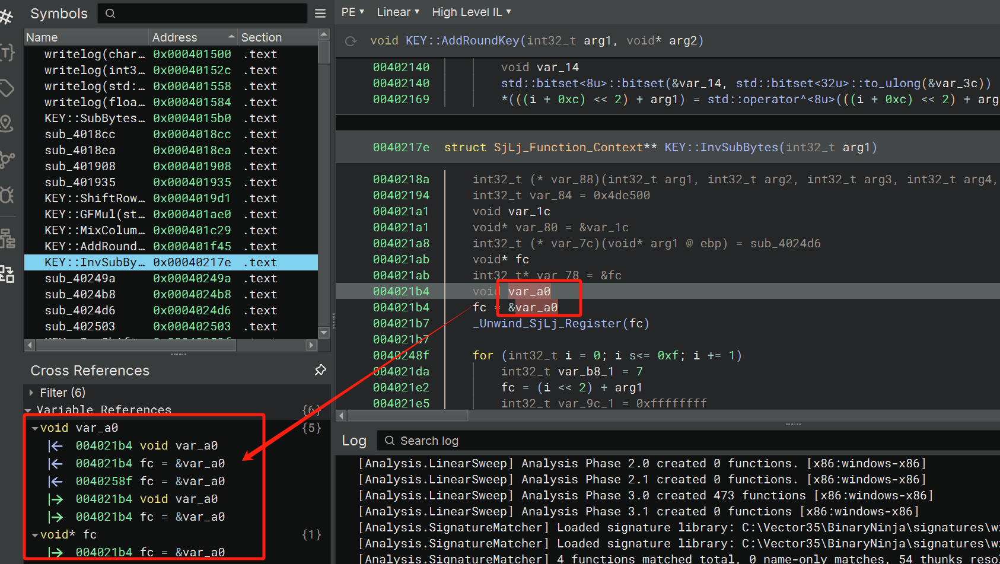 Symbols
Name Address Section
writelog(char… 0x000401500 .text
writelog(int3… 0x00040152c .text
writelog(std:… 0x000401558 .text
writelog(floa… 0x000401584 .text
KEY::SubBytes… 0x0004015b0 .text
sub_4018cc 0x0004018cc .text
sub_4018ea 0x0004018ea .text
sub_401908 0x000401908 .text
sub_401935 0x000401935 .text
KEY::ShiftRow… 0x0004019d1 .text
KEY::GFMul(st… 0x000401ae0 .text
KEY::MixColum… 0x000401c29 .text
KEY::AddRound… 0x000401f45 .text
KEY::InvSubBy… 0x00040217e .text
sub_40249a 0x00040249a .text
sub_4024b8 0x0004024b8 .text
sub_4024d6 0x0004024d6 .text
sub_402503 0x000402503 .text
Cross References
Filter (6)
Variable References {6}
void var_a0 {5}
|← 004021b4 void var_a0
|← 004021b4 fc = &var_a0
|← 0040258f fc = &var_a0
|→ 004021b4 void var_a0
|→ 004021b4 fc = &var_a0
void* fc {1}
|→ 004021b4 fc = &var_a0
PE ▾ Linear ▾ High Level IL ▾
void KEY::AddRoundKey(int32_t arg1, void* arg2)
00402140 void var_14
00402140 std::bitset<8u>::bitset(&var_14, std::bitset<32u>::to_ulong(&var_3c))
00402169 *(((i + 0xc) << 2) + arg1) = std::operator^<8u>(((i + 0xc) << 2) + arg
0040217e struct SjLj_Function_Context** KEY::InvSubBytes(int32_t arg1)
0040218a int32_t (* var_88)(int32_t arg1, int32_t arg2, int32_t arg3, int32_t arg4,
00402194 int32_t var_84 = 0x4de500
004021a1 void var_1c
004021a1 void* var_80 = &var_1c
004021a8 int32_t (* var_7c)(void* arg1 @ ebp) = sub_4024d6
004021ab void* fc
004021ab int32_t* var_78 = &fc
004021b4 void var_a0
004021b4 fc = &var_a0
004021b7 _Unwind_SjLj_Register(fc)
004021b7
0040248f for (int32_t i = 0; i s<= 0xf; i += 1)
004021da int32_t var_b8_1 = 7
004021e2 fc = (i << 2) + arg1
004021e5 int32_t var_9c_1 = 0xffffffff
Log Search log
[Analysis.LinearSweep] Analysis Phase 2.0 created 0 functions. [x86:windows-x86]
[Analysis.LinearSweep] Analysis Phase 2.1 created 0 functions. [x86:windows-x86]
[Analysis.LinearSweep] Analysis Phase 3.0 created 473 functions [x86:windows-x86]
[Analysis.LinearSweep] Analysis Phase 3.1 created 0 functions [x86:windows-x86]
[Analysis.SignatureMatcher] Loaded signature library: C:\Vector35\BinaryNinja\signatures\w
[Analysis.SignatureMatcher] Loaded signature library: C:\Vector35\BinaryNinja\signatures\w
[Analysis.SignatureMatcher] 4 functions matched total, 0 name-only matches, 54 thunks reso